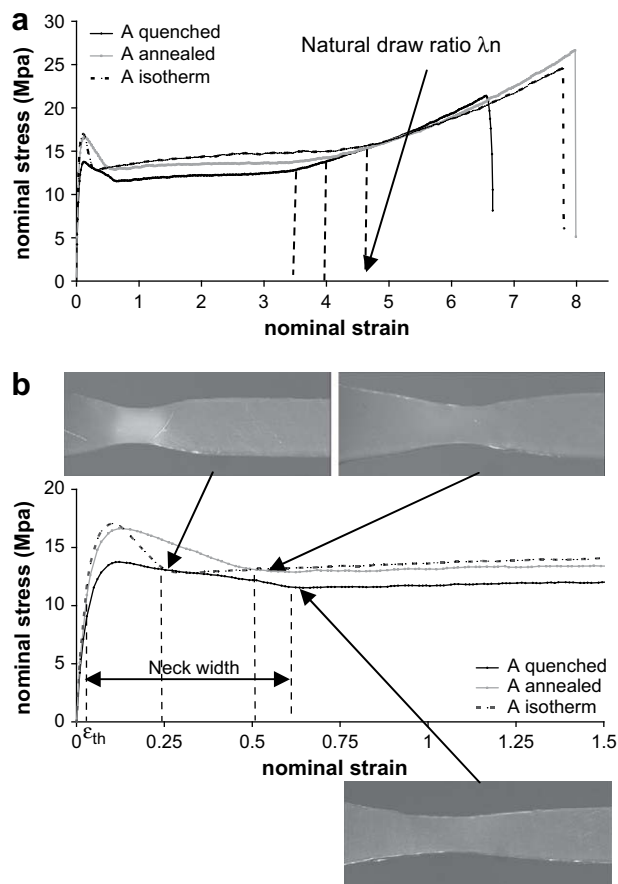 a
30
25
20
15
10
5
0
nominal stress (Mpa)
A quenched
A annealed
A isotherm
Natural draw ratio λn
0 1 2 3 4 5 6 7 8
nominal strain
b
20
15
10
5
0
nominal stress (Mpa)
Neck width
A quenched
A annealed
A isotherm
0 εth 0.25 0.5 0.75 1 1.25 1.5
nominal strain